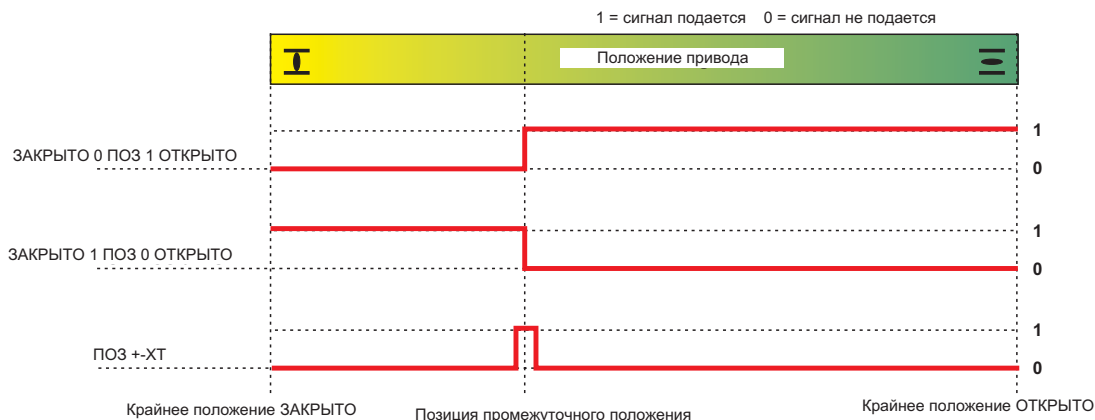 1 = сигнал подается 0 = сигнал не подается
Положение привода
1
ЗАКРЫТО 0 ПОЗ 1 ОТКРЫТО
0
1
ЗАКРЫТО 1 ПОЗ 0 ОТКРЫТО
0
1
ПОЗ +-ХТ
0
Крайнее положение ЗАКРЫТО
Позиция промежуточного положения
Крайнее положение ОТКРЫТО